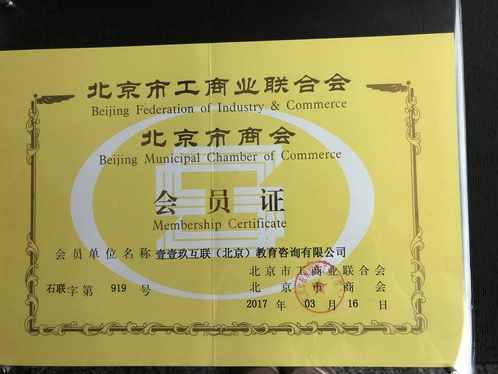 北京市工商业联合会
Beijing Federation of Industry & Commerce
北京市商会
Beijing Municipal Chamber of Commerce
会员证
Membership Certificate
会员单位名称 壹壹玖互联（北京）教育咨询有限公司
北京市工商业联合会
石联字第 919 号 北京市商会
2017 年 03 月 16 日